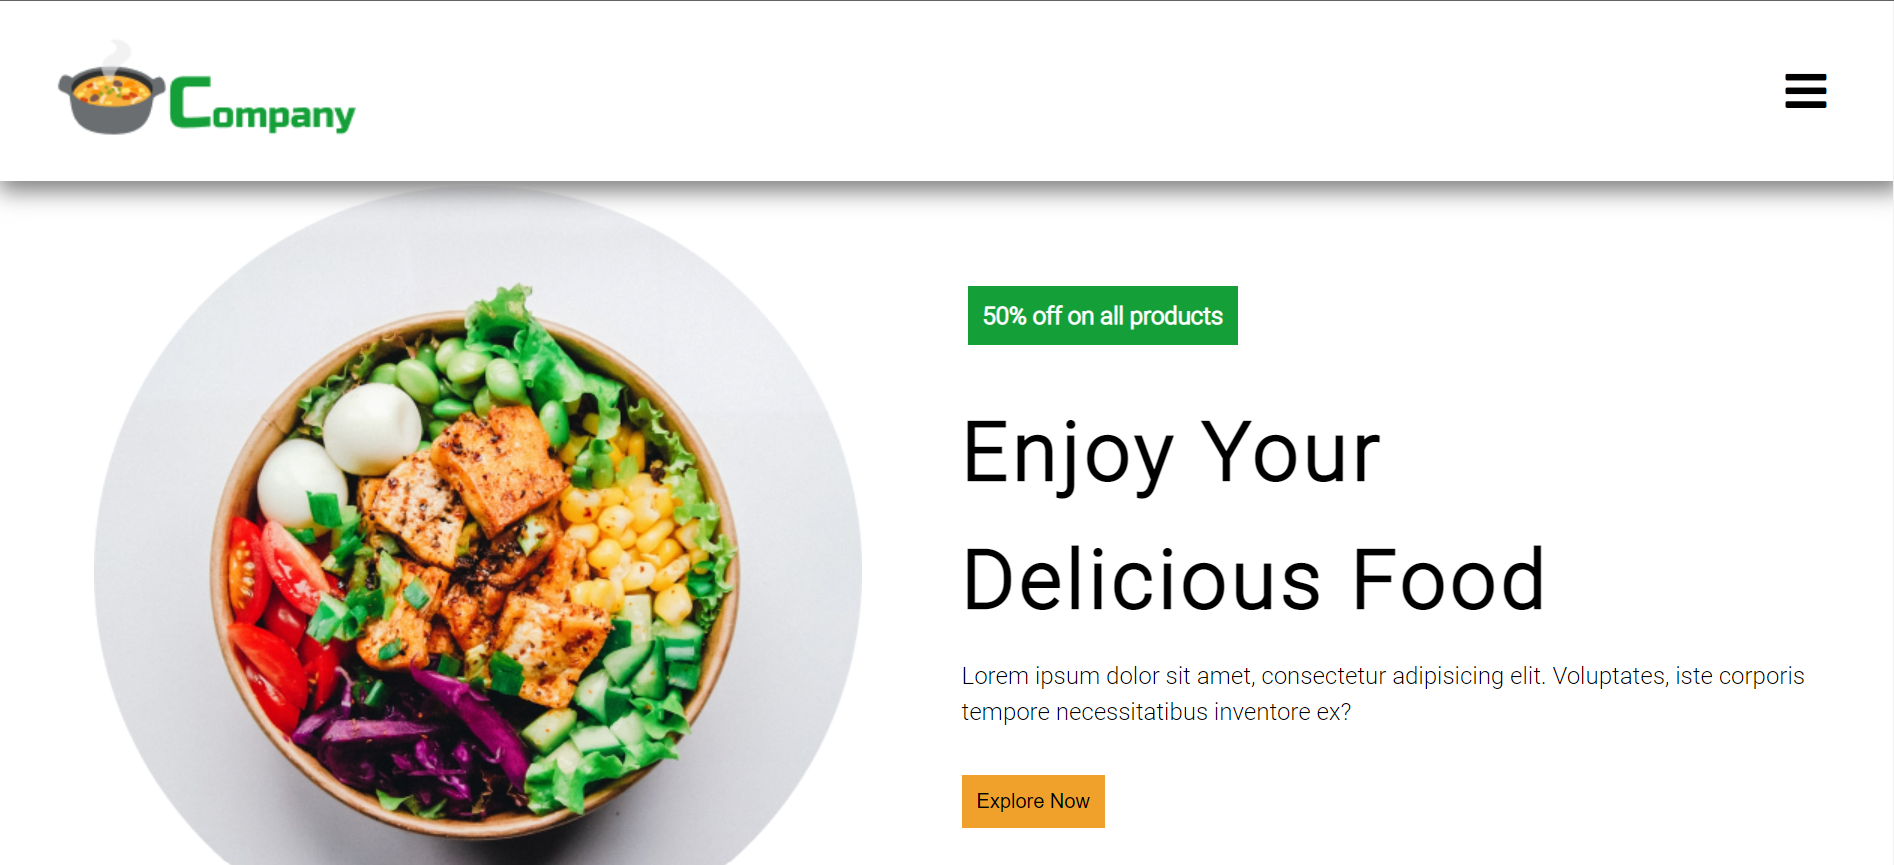 Company
50% off on all products
Enjoy Your
Delicious Food
Lorem ipsum dolor sit amet, consectetur adipisicing elit. Voluptates, iste corporis
tempore necessitatibus inventore ex?
Explore Now